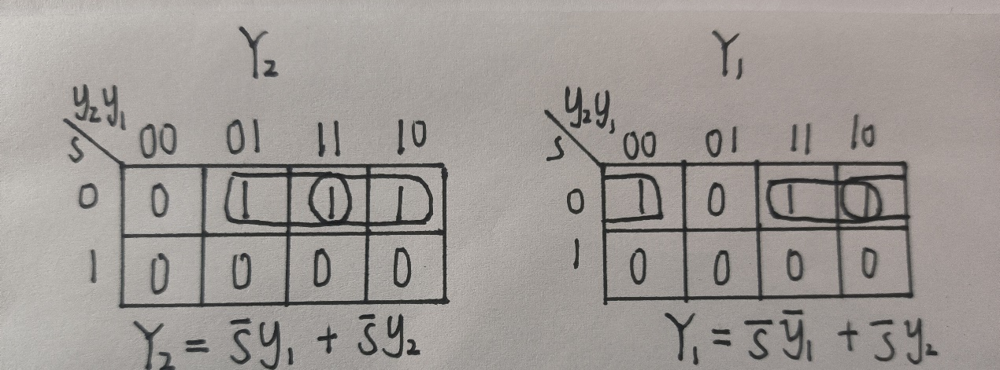 Y₂ Y₁
y₂y₁ 00 01 11 10 y₂y₁ 00 01 11 10
s s
0 0 1 1 1 0 1 0 1 1
1 0 0 0 0 1 0 0 0 0
Y₂ = s̅y₁ + s̅y₂ Y₁ = s̅ y̅₁ + s̅ y₂